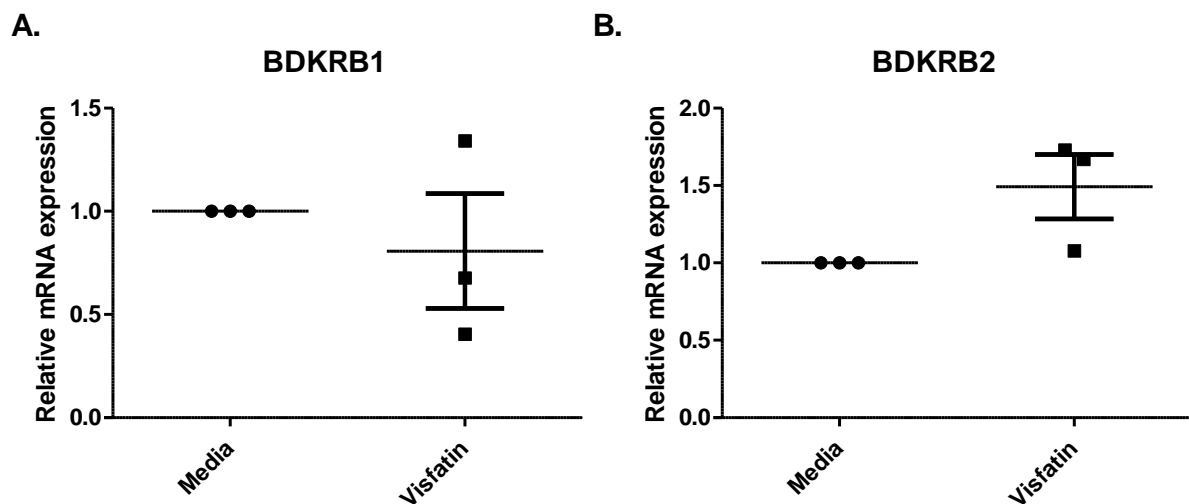 A.
BDKRB1
Relative mRNA expression
1.5
1.0
0.5
0.0
Media
Visfatin
B.
BDKRB2
Relative mRNA expression
2.0
1.5
1.0
0.5
0.0
Media
Visfatin